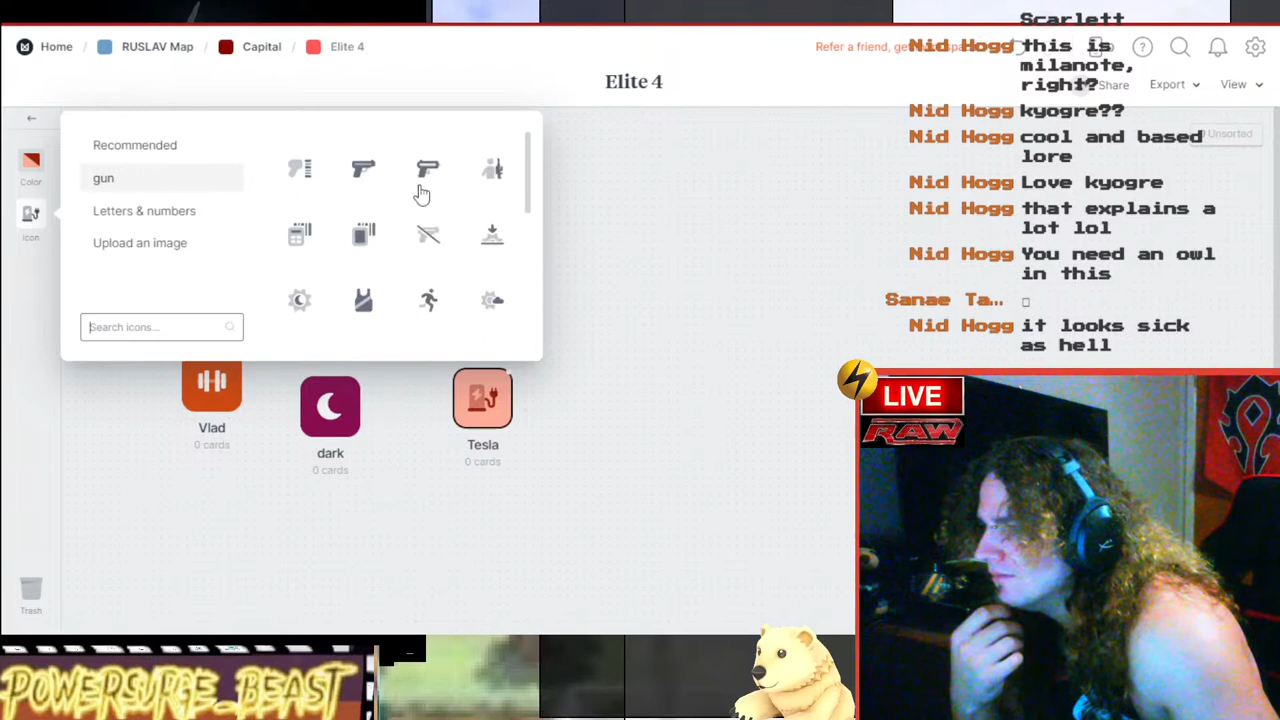 Home / RUSLAV Map / Capital / Elite 4
Elite 4
Share
Export
View
Unsorted
Color
Icon
Trash
Recommended
gun
Letters & numbers
Upload an image
Search icons...
Vlad
0 cards
dark
0 cards
Tesla
0 cards
Scarlett
Nid Hogg this is
milanote,
right?
Nid Hogg kyogre??
Nid Hogg cool and based
lore
Nid Hogg Love kyogre
Nid Hogg that explains a
lot lol
Nid Hogg You need an owl
in this
Sanae Ta...
Nid Hogg it looks sick
as hell
LIVE
RAW
POWERSURGE_BEAST